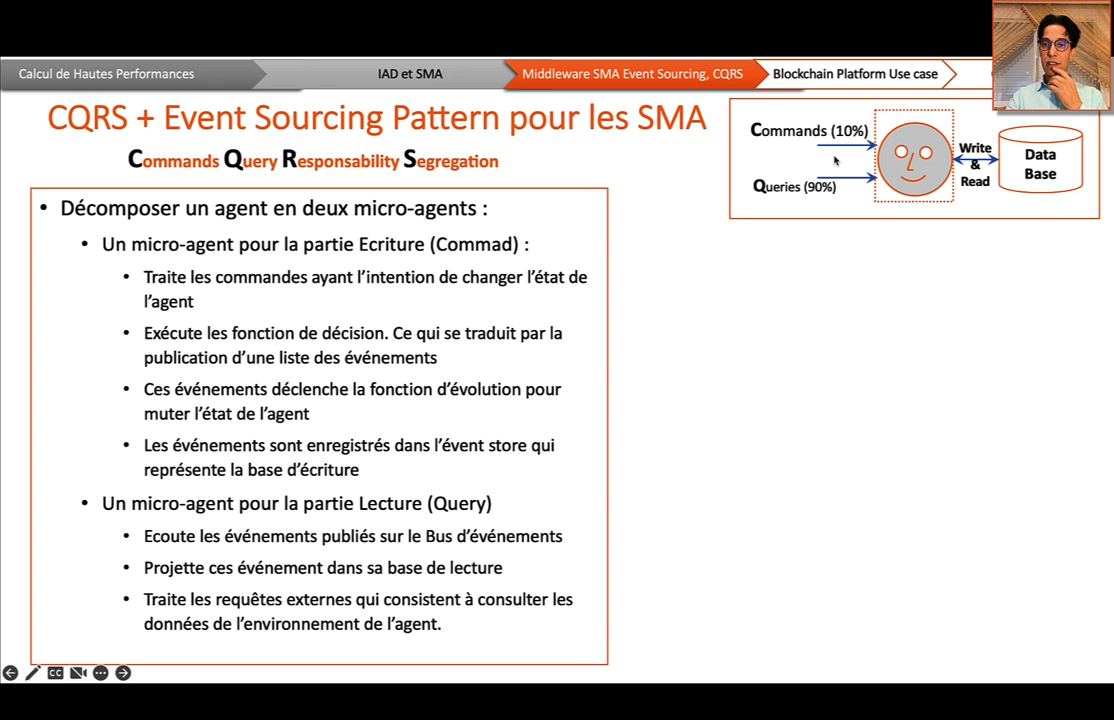 Calcul de Hautes Performances
IAD et SMA
Middleware SMA Event Sourcing, CQRS
Blockchain Platform Use case
CQRS + Event Sourcing Pattern pour les SMA
Commands Query Responsability Segregation
• Décomposer un agent en deux micro-agents :
• Un micro-agent pour la partie Ecriture (Commad) :
• Traite les commandes ayant l'intention de changer l'état de
l'agent
• Exécute les fonction de décision. Ce qui se traduit par la
publication d'une liste des événements
• Ces événements déclenche la fonction d'évolution pour
muter l'état de l'agent
• Les événements sont enregistrés dans l'évent store qui
représente la base d'écriture
• Un micro-agent pour la partie Lecture (Query)
• Ecoute les événements publiés sur le Bus d'événements
• Projette ces événement dans sa base de lecture
• Traite les requêtes externes qui consistent à consulter les
données de l'environnement de l'agent.
Commands (10%)
Queries (90%)
Write
&
Read
Data
Base
CC